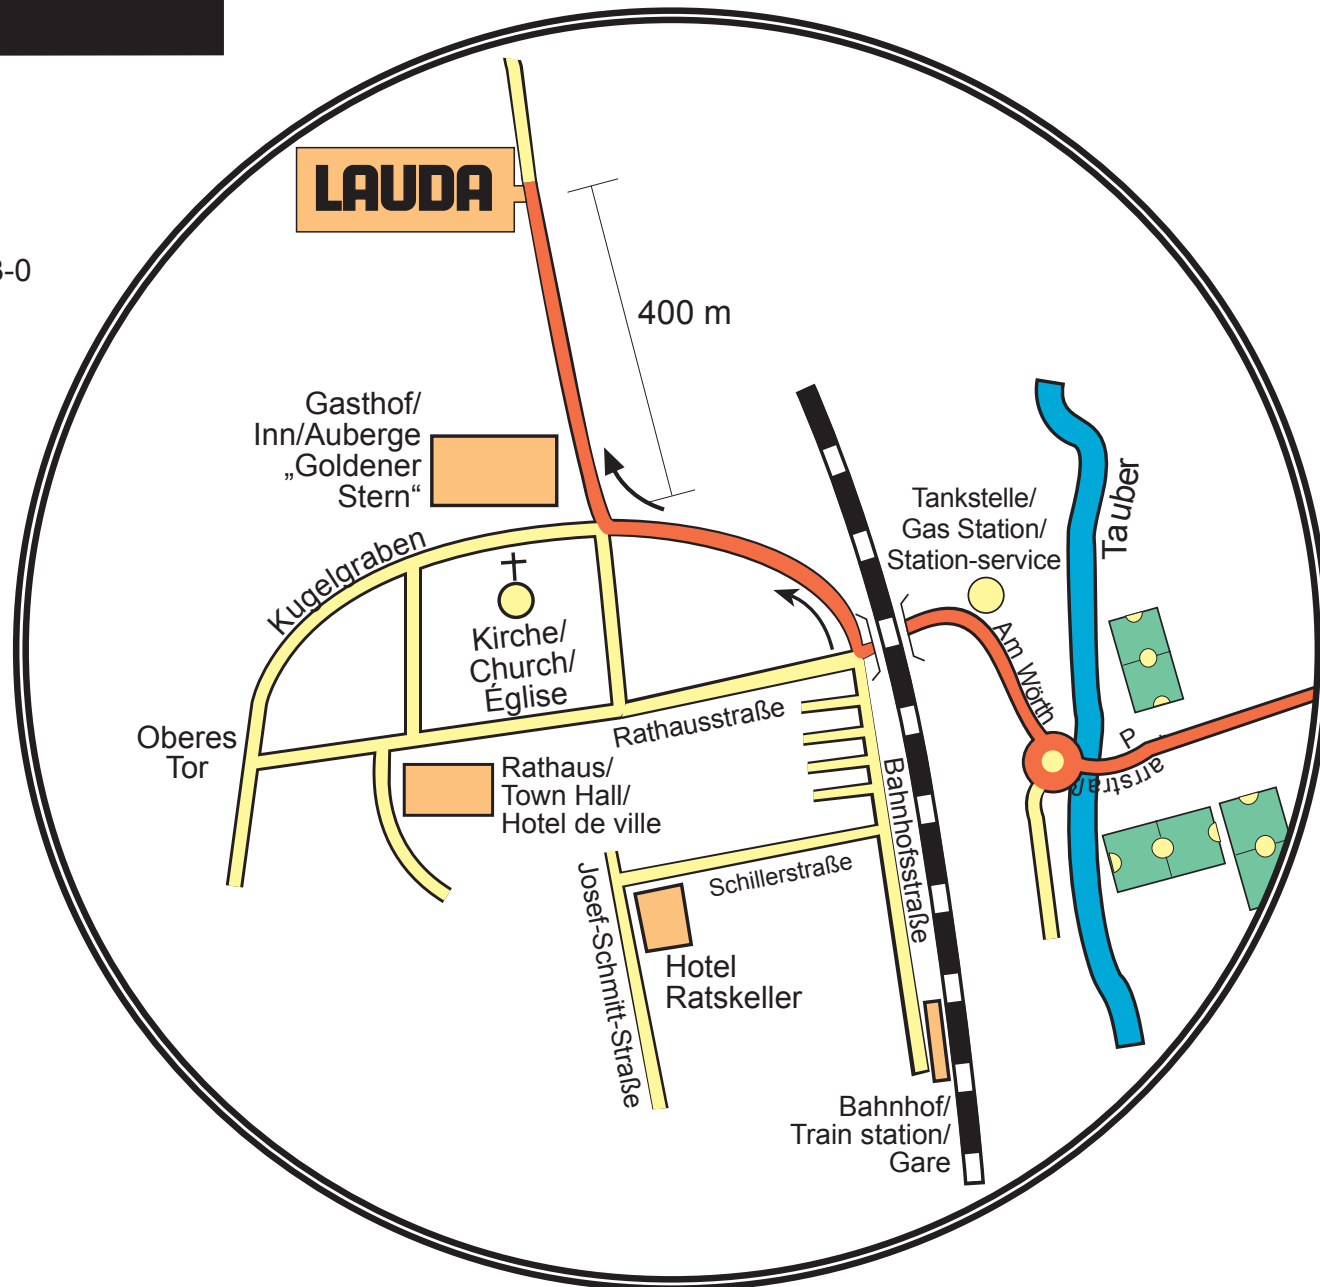 LAUDA
3-0
400 m
Gasthof/
Inn/Auberge
„Goldener
Stern“
Tankstelle/
Gas Station/
Station-service
Tauber
Kugelgraben
Kirche/
Church/
Église
Am Wörth
Oberes
Tor
Rathausstraße
Rathaus/
Town Hall/
Hotel de ville
Bahnhofsstraße
Schillerstraße
Josef-Schmitt-Straße
Hotel
Ratskeller
Bahnhof/
Train station/
Gare